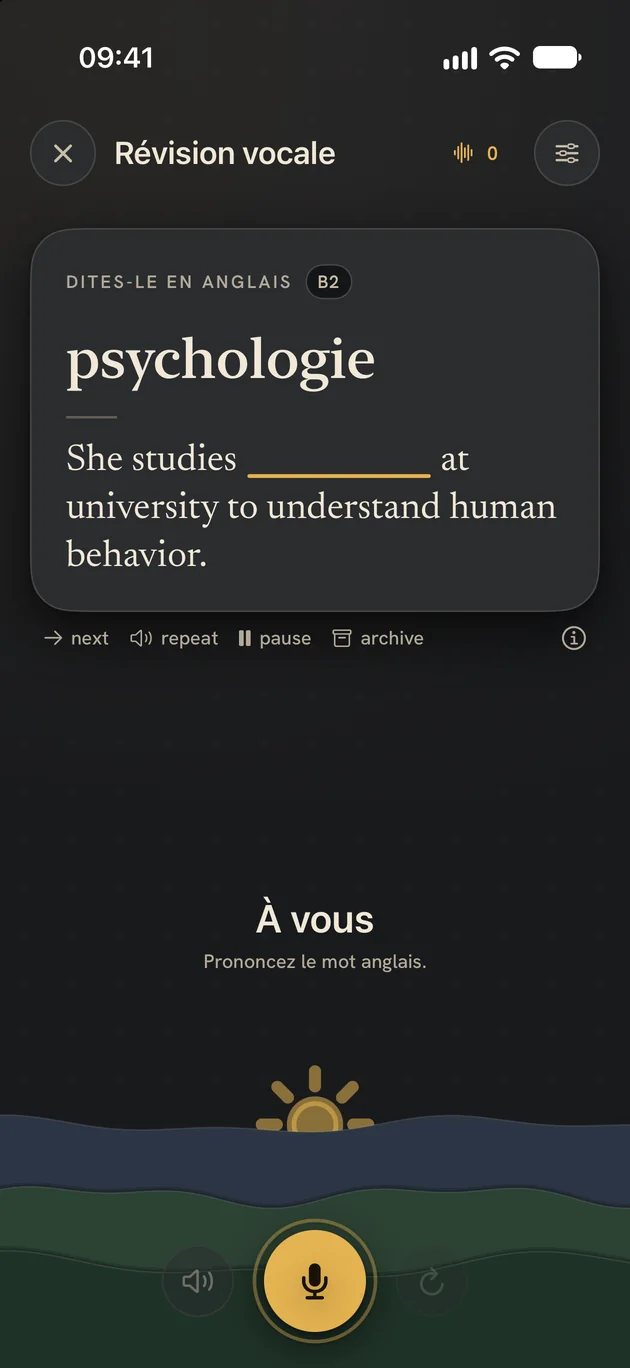 09:41
Révision vocale
0
DITES-LE EN ANGLAIS B2
psychologie
She studies __________ at
university to understand human
behavior.
next repeat pause archive
À vous
Prononcez le mot anglais.